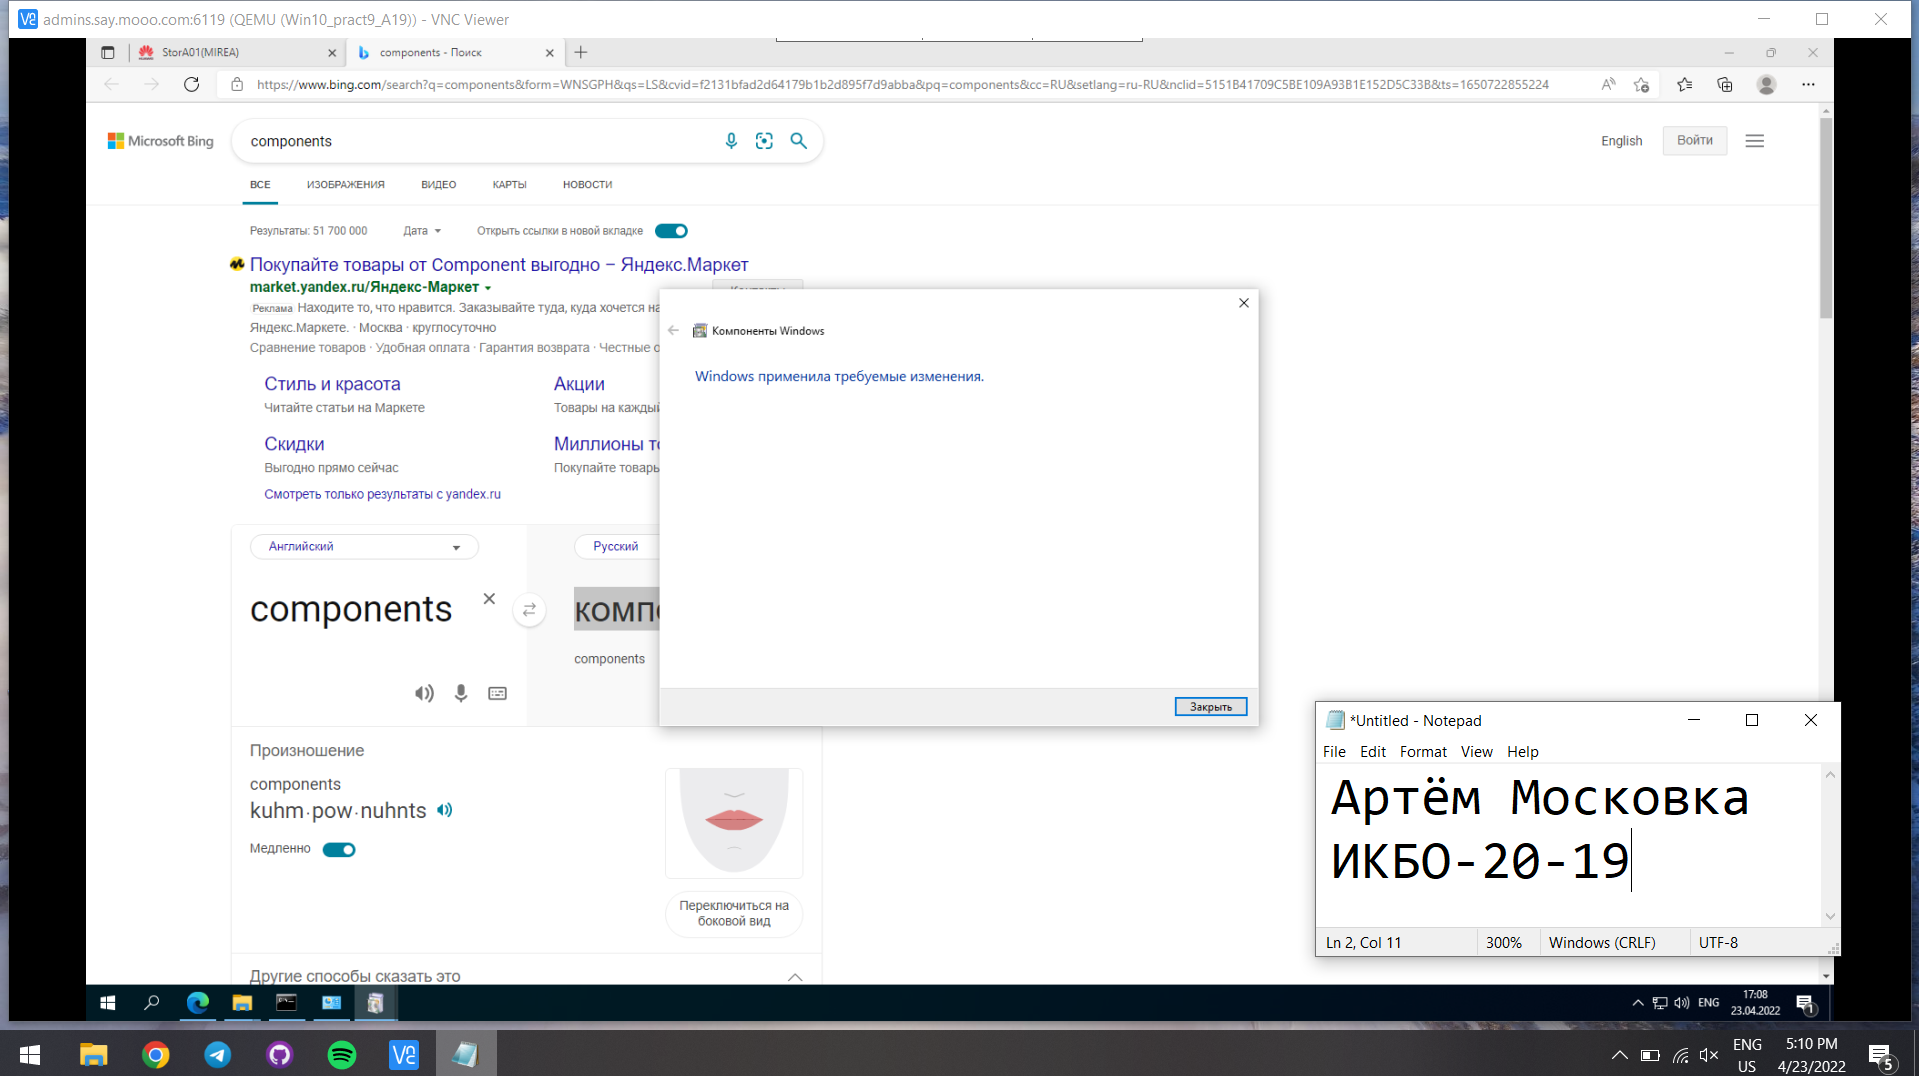 admins.say.mooo.com:6119 (QEMU (Win10_pract9_A19)) - VNC Viewer
StorA01(MIREA)
components - Поиск
https://www.bing.com/search?q=components&form=WNSGPH&qs=LS&cvid=f2131bfad2d64179b1b2d895f7d9abba&pq=components&cc=RU&setlang=ru-RU&nclid=5151B41709C5BE109A93B1E152D5C33B&ts=1650722855224
Microsoft Bing
components
English
Войти
ВСЕ ИЗОБРАЖЕНИЯ ВИДЕО КАРТЫ НОВОСТИ
Результаты: 51 700 000 Дата Открыть ссылки в новой вкладке
Покупайте товары от Component выгодно – Яндекс.Маркет
market.yandex.ru/Яндекс-Маркет
Реклама Находите то, что нравится. Заказывайте туда, куда хочется
Яндекс.Маркете. · Москва · круглосуточно
Сравнение товаров · Удобная оплата · Гарантия возврата · Честные
Стиль и красота
Читайте статьи на Маркете
Акции
Товары на каждый
Скидки
Выгодно прямо сейчас
Миллионы
Покупайте товары
Смотреть только результаты с yandex.ru
Английский
Русский
components
комп
components
Произношение
components
kuhm·pow·nuhnts
Медленно
Переключиться на
боковой вид
Другие способы сказать это
Компоненты Windows
Windows применила требуемые изменения.
Закрыть
*Untitled - Notepad
File Edit Format View Help
Артём Московка
ИКБО-20-19
Ln 2, Col 11 300% Windows (CRLF) UTF-8
ENG
17:08
23.04.2022
1
ENG
US
5:10 PM
4/23/2022
5